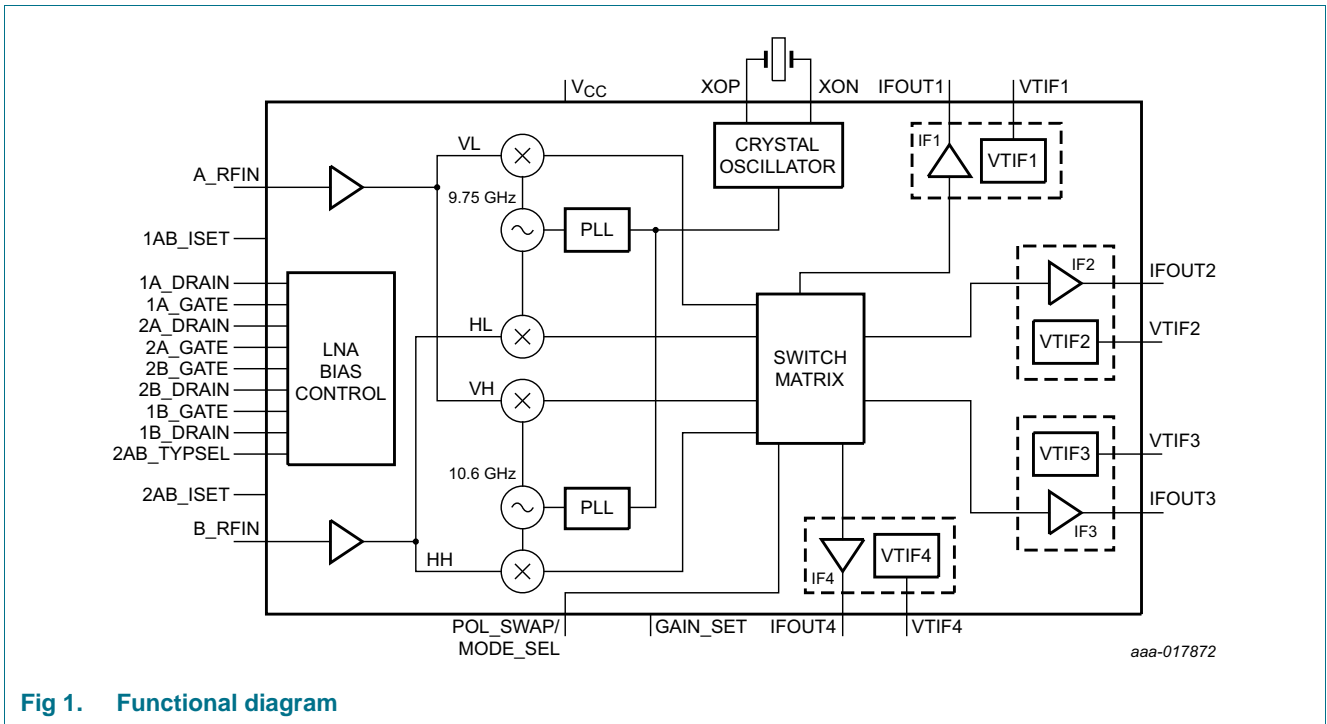 V_CC
XOP
XON
IFOUT1
VTIF1
A_RFIN
1AB_ISET
1A_DRAIN
1A_GATE
2A_DRAIN
2A_GATE
2B_GATE
2B_DRAIN
1B_GATE
1B_DRAIN
2AB_TYPSEL
2AB_ISET
B_RFIN
LNA
BIAS
CONTROL
VL
9.75 GHz
PLL
HL
VH
10.6 GHz
PLL
HH
CRYSTAL
OSCILLATOR
IF1
VTIF1
SWITCH
MATRIX
IF2
VTIF2
IFOUT2
VTIF2
VTIF3
IF3
VTIF3
IFOUT3
IF4
VTIF4
POL_SWAP/
MODE_SEL
GAIN_SET
IFOUT4
VTIF4
aaa-017872
Fig 1. Functional diagram